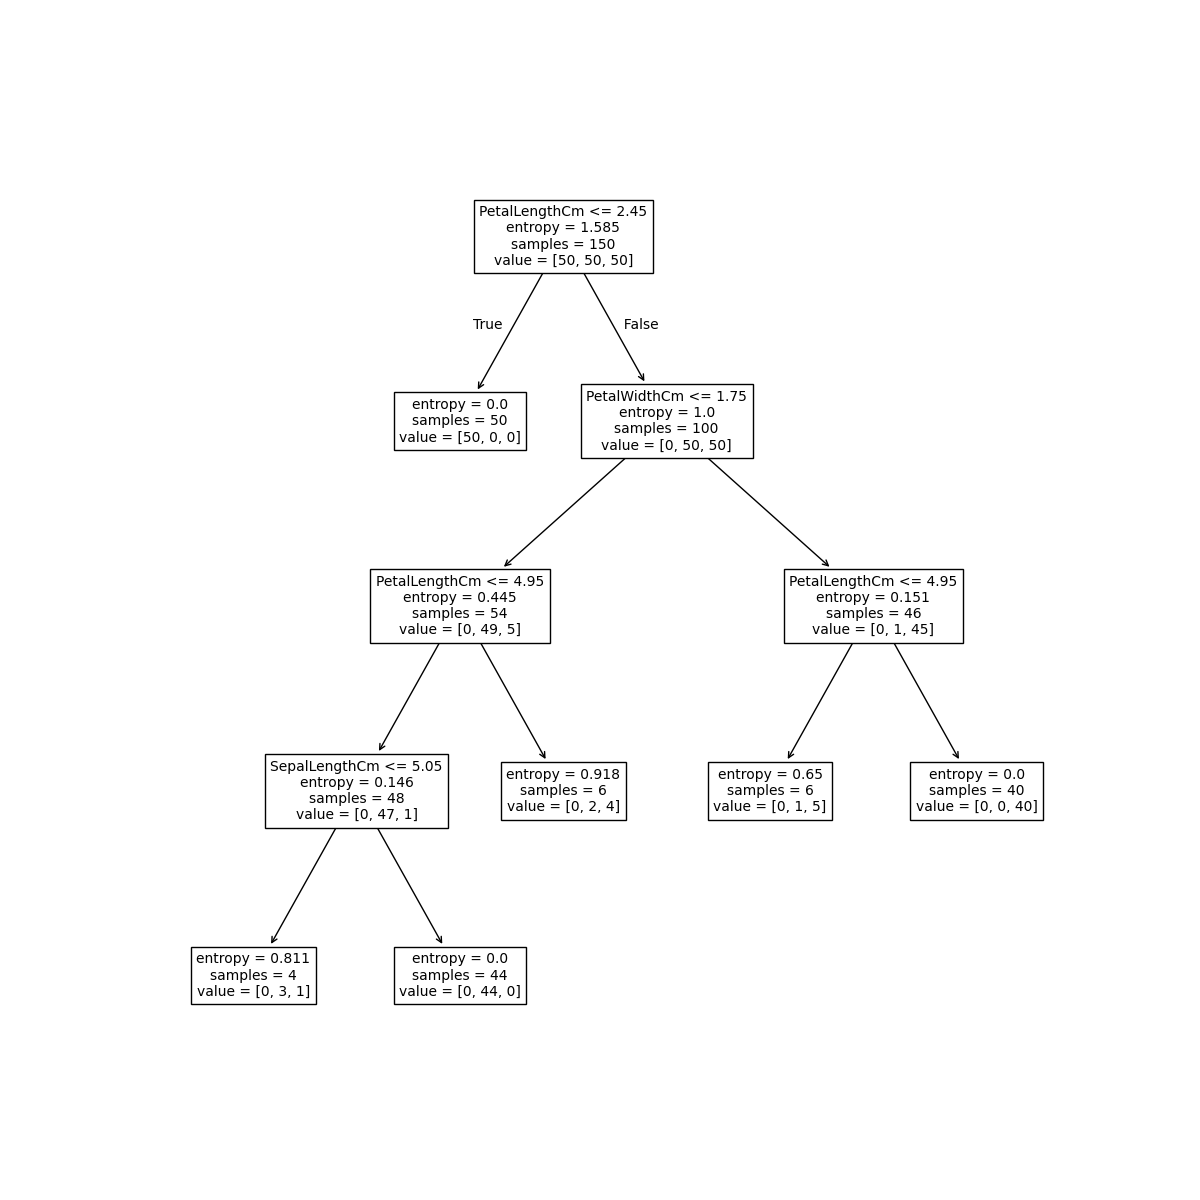 PetalLengthCm <= 2.45
entropy = 1.585
samples = 150
value = [50, 50, 50]
True
False
entropy = 0.0
samples = 50
value = [50, 0, 0]
PetalWidthCm <= 1.75
entropy = 1.0
samples = 100
value = [0, 50, 50]
PetalLengthCm <= 4.95
entropy = 0.445
samples = 54
value = [0, 49, 5]
PetalLengthCm <= 4.95
entropy = 0.151
samples = 46
value = [0, 1, 45]
SepalLengthCm <= 5.05
entropy = 0.146
samples = 48
value = [0, 47, 1]
entropy = 0.918
samples = 6
value = [0, 2, 4]
entropy = 0.65
samples = 6
value = [0, 1, 5]
entropy = 0.0
samples = 40
value = [0, 0, 40]
entropy = 0.811
samples = 4
value = [0, 3, 1]
entropy = 0.0
samples = 44
value = [0, 44, 0]